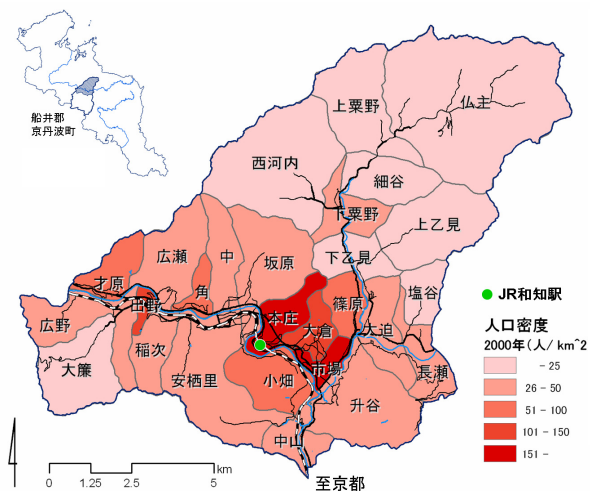 船井郡
京丹波町
上粟野
仏主
西河内
細谷
下粟野
上乙見
広瀬
中
坂原
下乙見
才原
角
篠原
塩谷
広野
田野
本庄
大倉
大迫
大簾
稲次
安栖里
小畑
市場
長瀬
升谷
中山
至京都
JR和知駅
人口密度
2000年(人/km^2
-25
26-50
51-100
101-150
151-
km
0 1.25 2.5 5